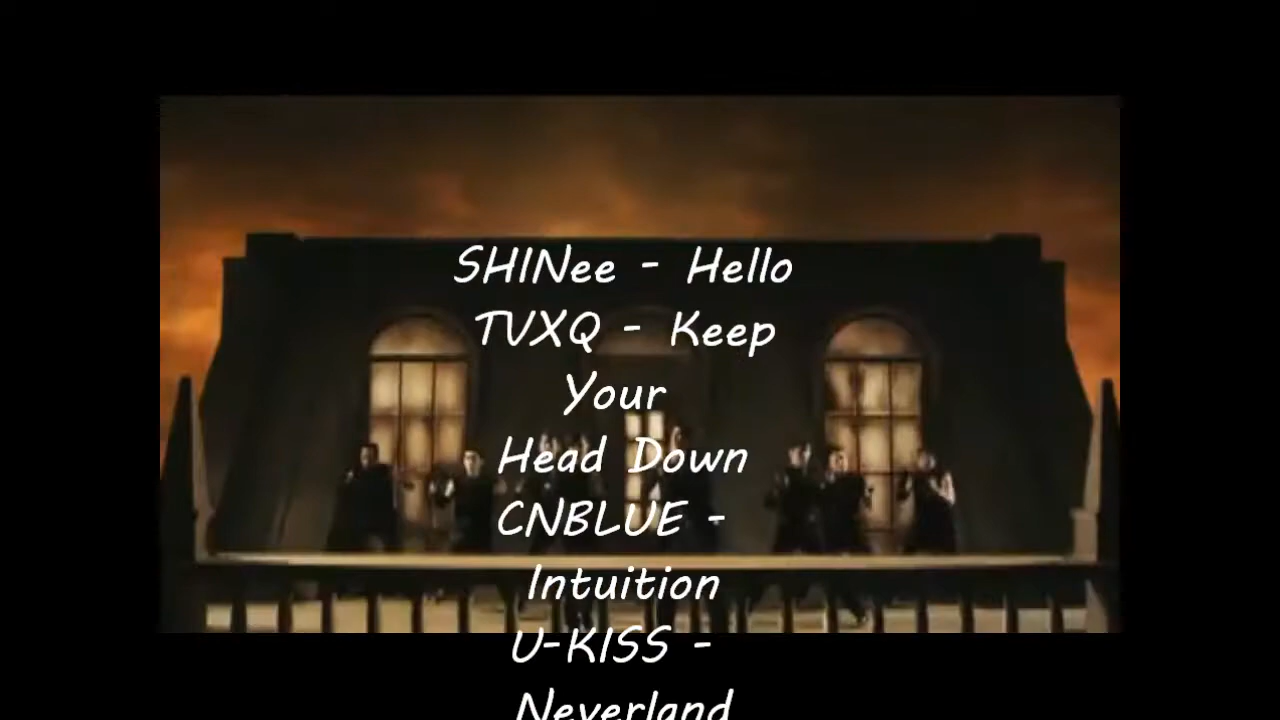 SHINee - Hello
TVXQ - Keep
Your
Head Down
CNBLUE -
Intuition
U-KISS -
Neverland